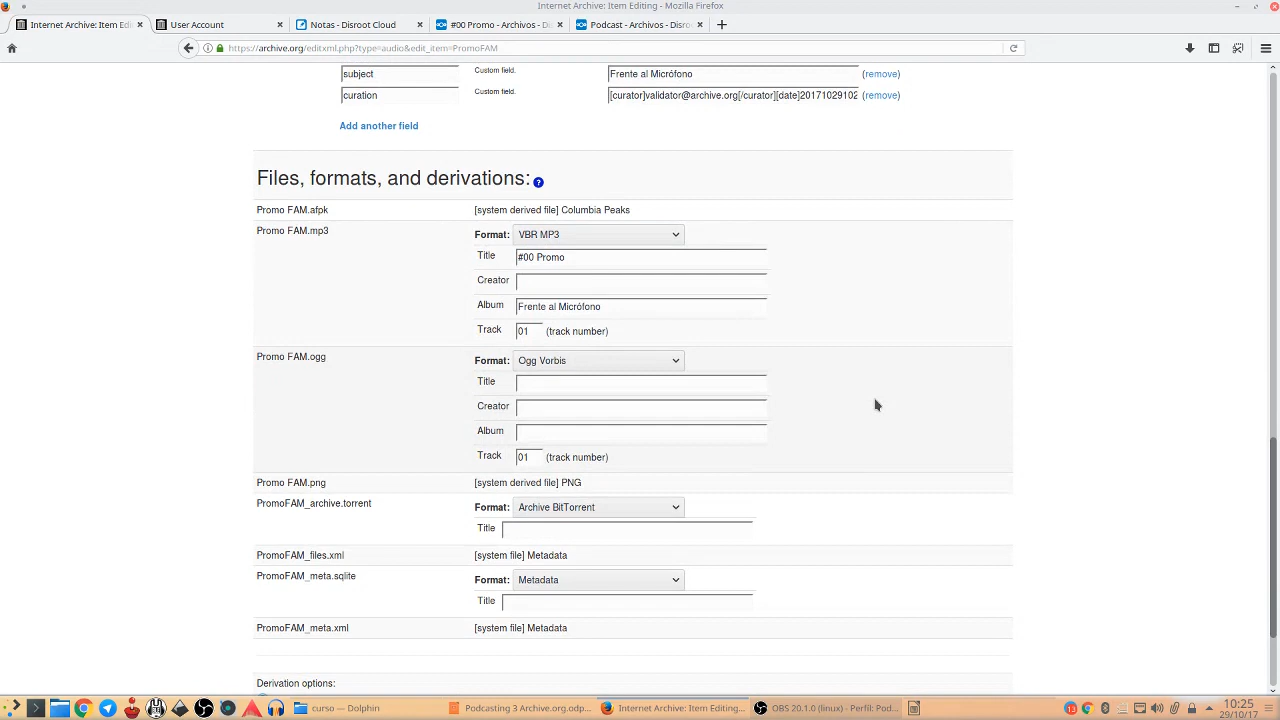 Internet Archive: Item Editing - Mozilla Firefox
Internet Archive: Item Edi
User Account
Notas - Disroot Cloud
#00 Promo - Archivos - Di
Podcast - Archivos - Disro
https://archive.org/editxml.php?type=audio&edit_item=PromoFAM
subject Custom field. Frente al Micrófono (remove)
curation Custom field. [curator]validator@archive.org[/curator][date]20171029102 (remove)
Add another field
Files, formats, and derivations: ?
Promo FAM.afpk [system derived file] Columbia Peaks
Promo FAM.mp3 Format: VBR MP3
Title #00 Promo
Creator
Album Frente al Micrófono
Track 01 (track number)
Promo FAM.ogg Format: Ogg Vorbis
Title
Creator
Album
Track 01 (track number)
Promo FAM.png [system derived file] PNG
PromoFAM_archive.torrent Format: Archive BitTorrent
Title
PromoFAM_files.xml [system file] Metadata
PromoFAM_meta.sqlite Format: Metadata
Title
PromoFAM_meta.xml [system file] Metadata
Derivation options:
curso — Dolphin
Podcasting 3 Archive.org.odp...
Internet Archive: Item Editing...
OBS 20.1.0 (linux) - Perfil: Pod...
13
10:25
29/10/17